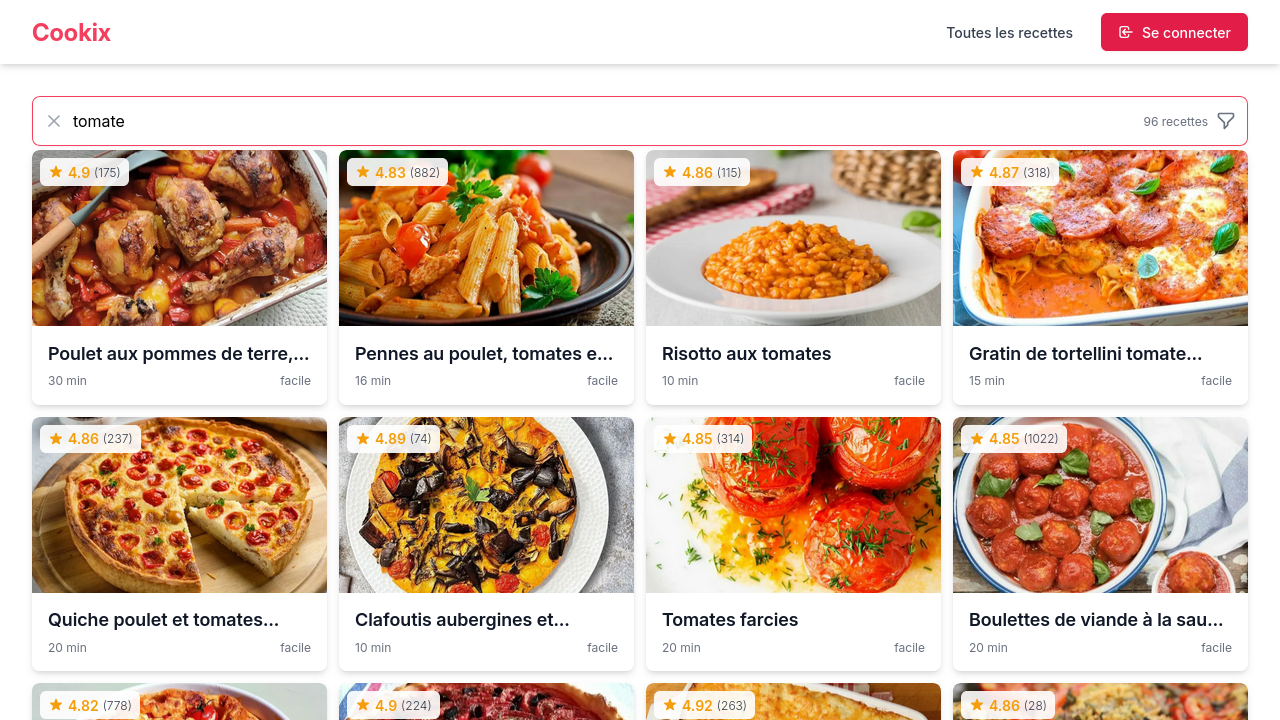 Cookix
Toutes les recettes
Se connecter
tomate
96 recettes
4.9 (175)
4.83 (882)
4.86 (115)
4.87 (318)
Poulet aux pommes de terre,...
Pennes au poulet, tomates e...
Risotto aux tomates
Gratin de tortellini tomate...
30 min
facile
16 min
facile
10 min
facile
15 min
facile
4.86 (237)
4.89 (74)
4.85 (314)
4.85 (1022)
Quiche poulet et tomates...
Clafoutis aubergines et...
Tomates farcies
Boulettes de viande à la sau...
20 min
facile
10 min
facile
20 min
facile
20 min
facile
4.82 (778)
4.9 (224)
4.92 (263)
4.86 (28)